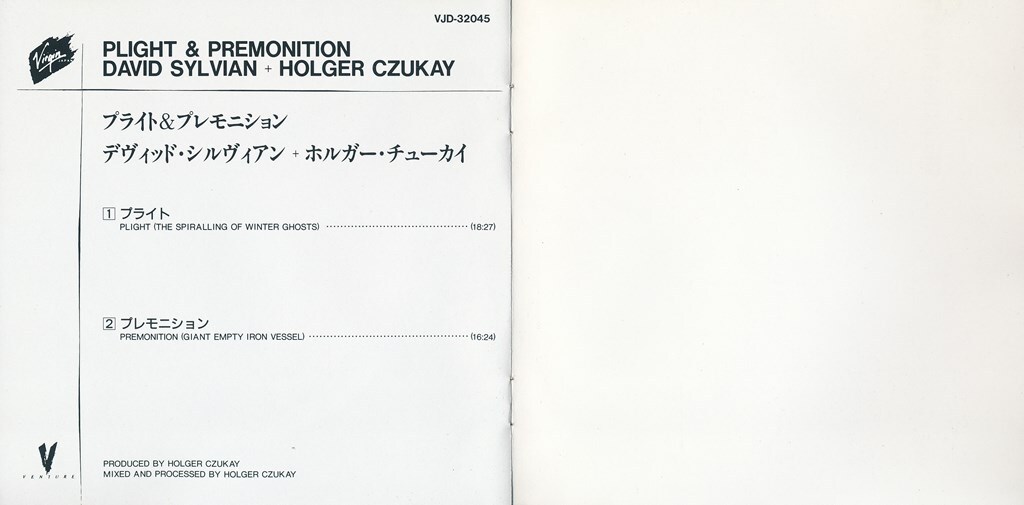 VJD-32045
Virgin
JAPAN
PLIGHT & PREMONITION
DAVID SYLVIAN + HOLGER CZUKAY
プライト&プレモニション
デヴィッド・シルヴィアン + ホルガー・チューカイ
1 プライト
PLIGHT (THE SPIRALLING OF WINTER GHOSTS) (18:27)
2 プレモニション
PREMONITION (GIANT EMPTY IRON VESSEL) (16:24)
V
VENTURE
PRODUCED BY HOLGER CZUKAY
MIXED AND PROCESSED BY HOLGER CZUKAY